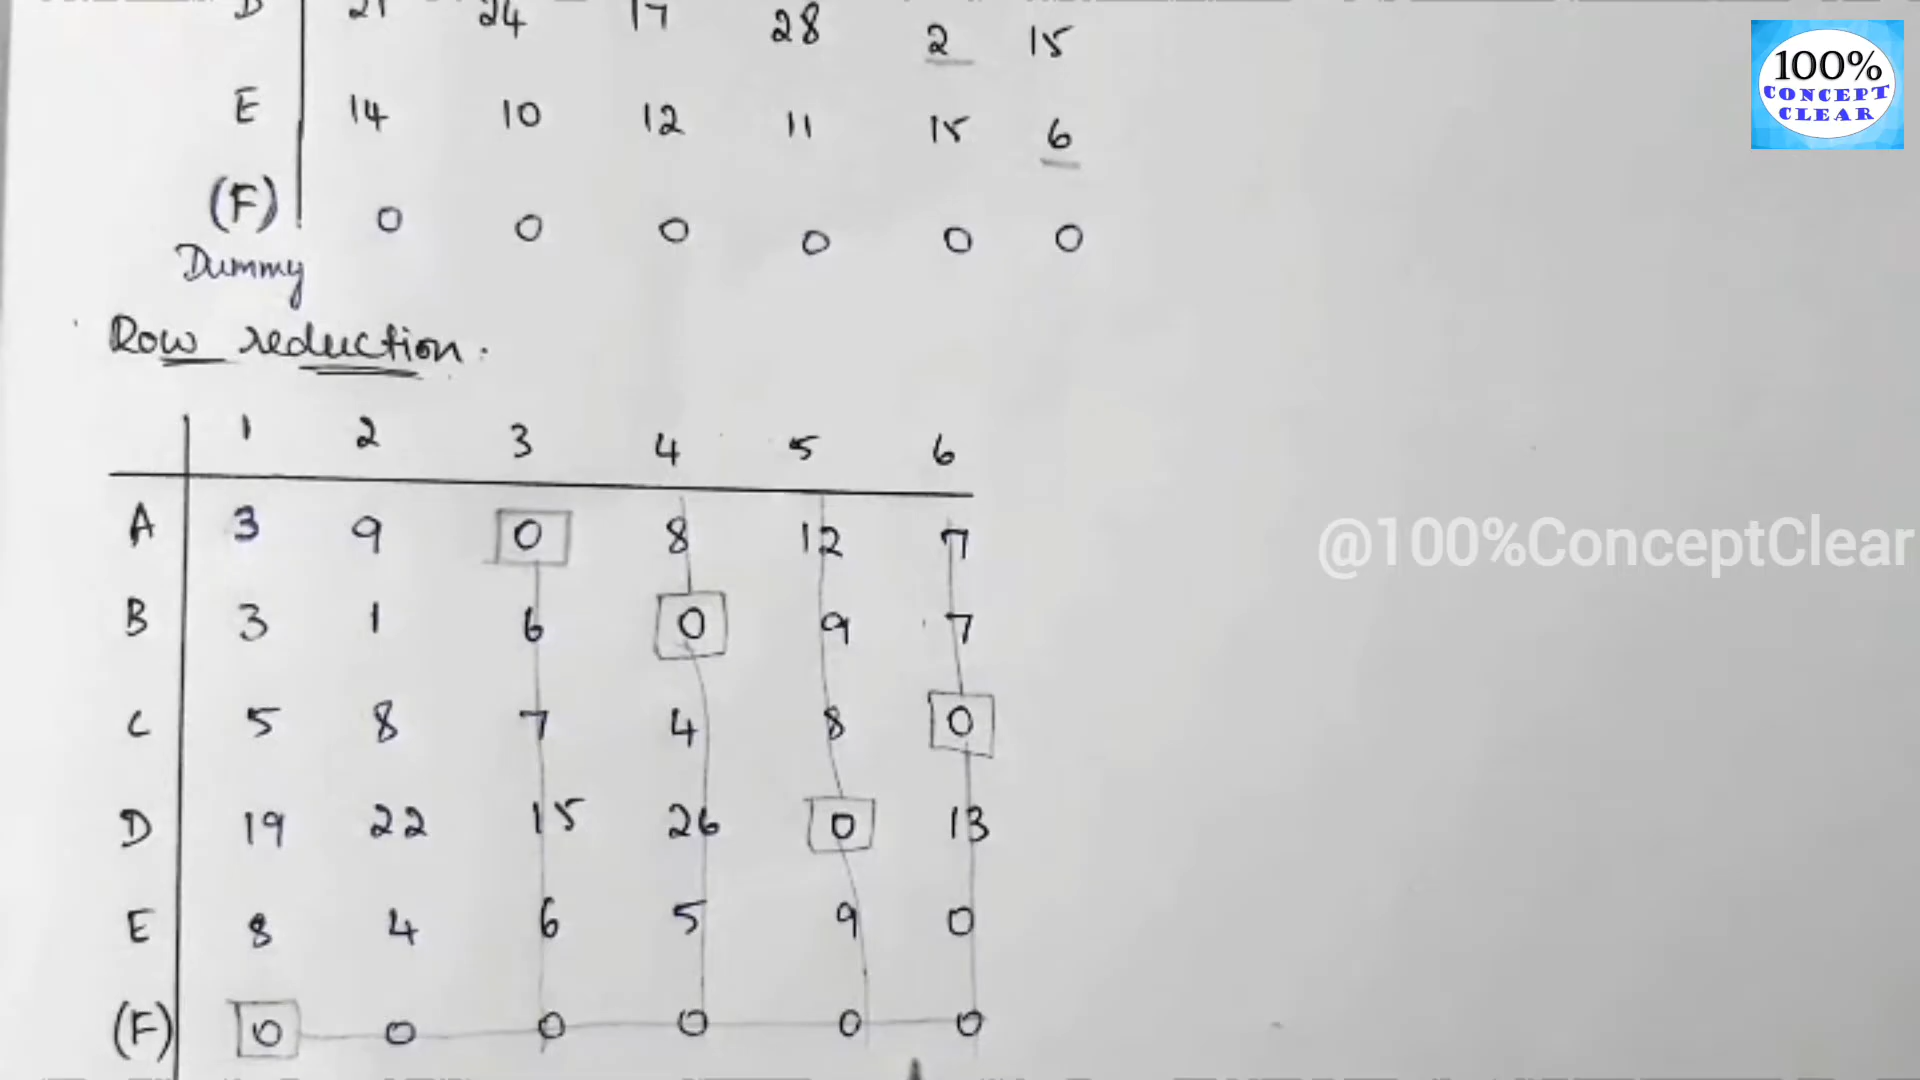 D 21 24 17 28 2 15
100%
CONCEPT
CLEAR
E 14 10 12 11 15 6
(F) 0 0 0 0 0 0
Dummy
Row reduction.
1 2 3 4 5 6
A 3 9 0 8 12 7
@100%ConceptClear
B 3 1 6 0 9 7
C 5 8 7 4 8 0
D 19 22 15 26 0 13
E 8 4 6 5 9 0
(F) 0 0 0 0 0 0